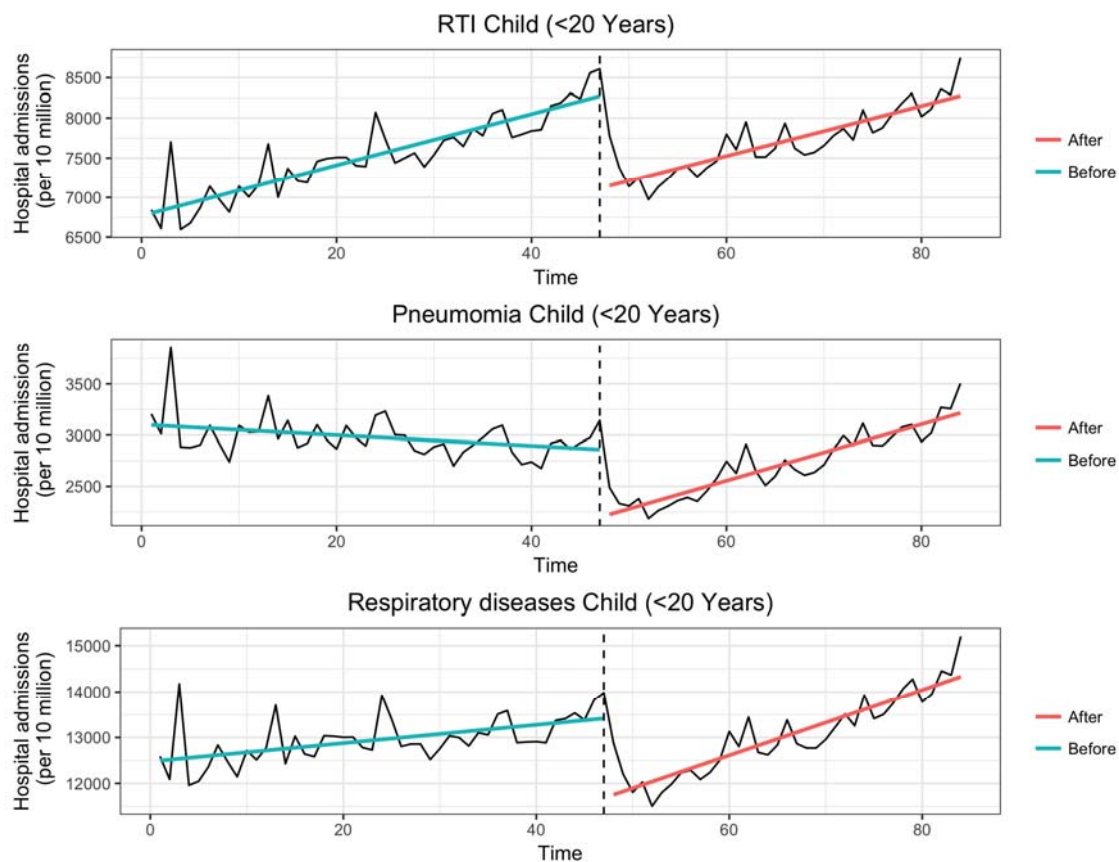 RTI Child (<20 Years)
Hospital admissions
(per 10 million)
8500
8000
7500
7000
6500
0 20 40 60 80
Time
After
Before
Pneumomia Child (<20 Years)
Hospital admissions
(per 10 million)
3500
3000
2500
0 20 40 60 80
Time
After
Before
Respiratory diseases Child (<20 Years)
Hospital admissions
(per 10 million)
15000
14000
13000
12000
0 20 40 60 80
Time
After
Before